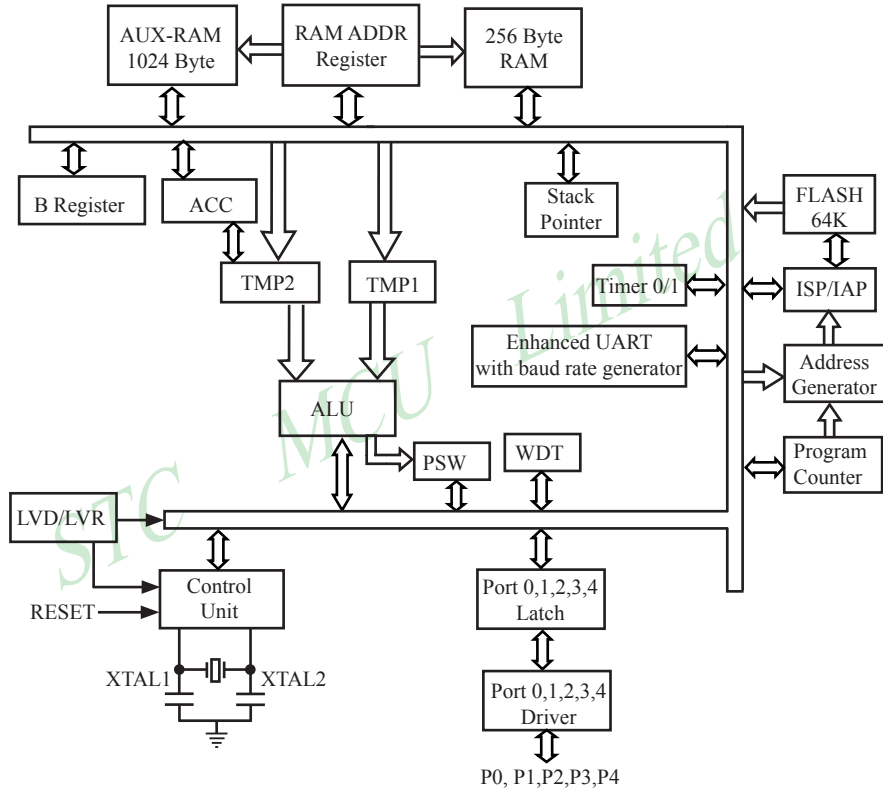 AUX-RAM
1024 Byte
RAM ADDR
Register
256 Byte
RAM
B Register
ACC
Stack
Pointer
FLASH
64K
TMP2
TMP1
Timer 0/1
ISP/IAP
Enhanced UART
with baud rate generator
Address
Generator
ALU
PSW
WDT
Program
Counter
LVD/LVR
Control
Unit
RESET
Port 0,1,2,3,4
Latch
XTAL1
XTAL2
Port 0,1,2,3,4
Driver
P0, P1,P2,P3,P4
STC MCU Limited